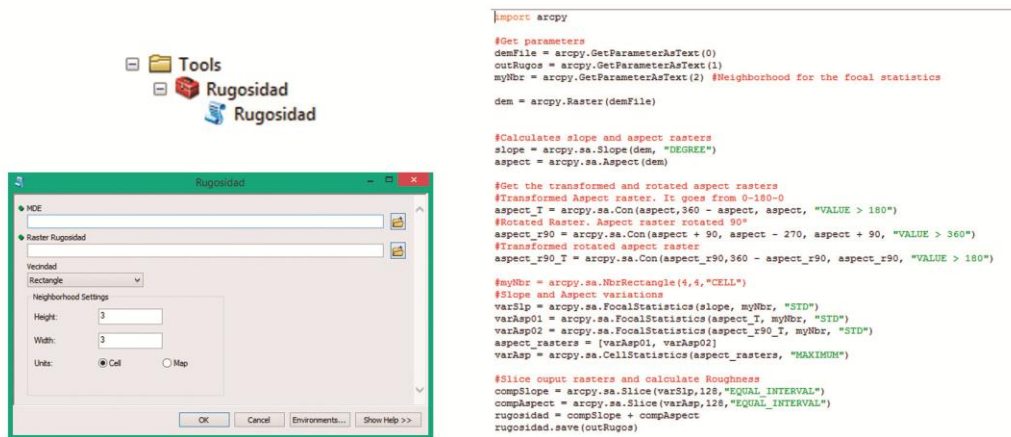 Tools
Rugosidad
Rugosidad
Rugosidad
MDE
Raster Rugosidad
Vecindad
Rectangle
Neighborhood Settings
Height: 3
Width: 3
Units: Cell Map
OK Cancel Environments... Show Help >>
import arcpy
#Get parameters
demFile = arcpy.GetParameterAsText(0)
outRugos = arcpy.GetParameterAsText(1)
myNbr = arcpy.GetParameterAsText(2) #Neighborhood for the focal statistics
dem = arcpy.Raster(demFile)
#Calculates slope and aspect rasters
slope = arcpy.sa.Slope(dem, "DEGREE")
aspect = arcpy.sa.Aspect(dem)
#Get the transformed and rotated aspect rasters
#Transformed Aspect raster. It goes from 0-180-0
aspect_T = arcpy.sa.Con(aspect,360 - aspect, aspect, "VALUE > 180")
#Rotated Raster. Aspect raster rotated 90º
aspect_r90 = arcpy.sa.Con(aspect + 90, aspect - 270, aspect + 90, "VALUE > 360")
#Transformed rotated aspect raster
aspect_r90_T = arcpy.sa.Con(aspect_r90,360 - aspect_r90, aspect_r90, "VALUE > 180")
#myNbr = arcpy.sa.NbrRectangle(4,4,"CELL")
#Slope and Aspect variations
varSlp = arcpy.sa.FocalStatistics(slope, myNbr, "STD")
varAsp01 = arcpy.sa.FocalStatistics(aspect_T, myNbr, "STD")
varAsp02 = arcpy.sa.FocalStatistics(aspect_r90_T, myNbr, "STD")
aspect_rasters = [varAsp01, varAsp02]
varAsp = arcpy.sa.CellStatistics(aspect_rasters, "MAXIMUM")
#Slice ouput rasters and calculate Roughness
compSlope = arcpy.sa.Slice(varSlp,128,"EQUAL_INTERVAL")
compAspect = arcpy.sa.Slice(varAsp,128,"EQUAL_INTERVAL")
rugosidad = compSlope + compAspect
rugosidad.save(outRugos)